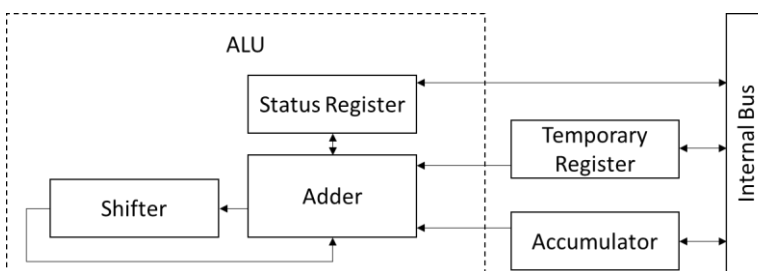 ALU
Status Register
Temporary
Register
Internal Bus
Shifter
Adder
Accumulator